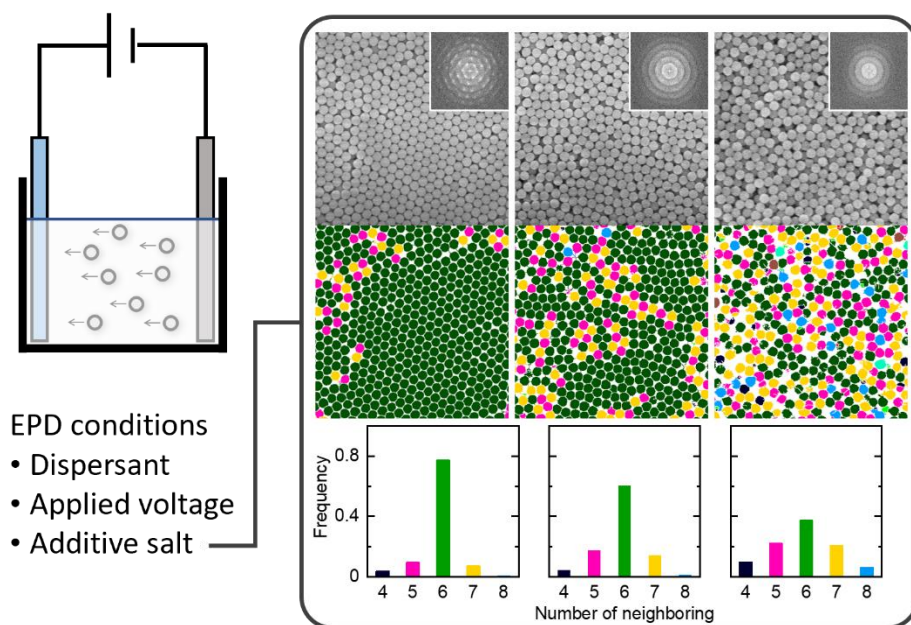 EPD conditions
• Dispersant
• Applied voltage
• Additive salt
Frequency
0.8
0.4
0
4 5 6 7 8
4 5 6 7 8
4 5 6 7 8
Number of neighboring